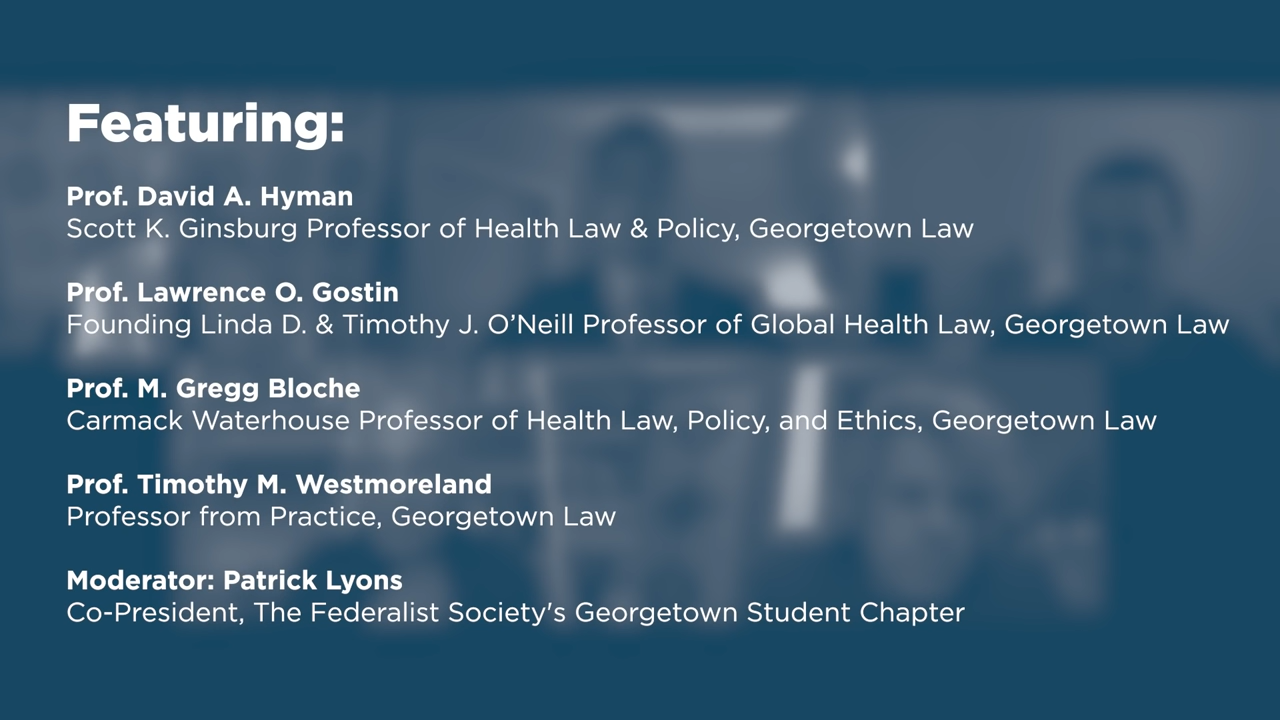 Featuring:
Prof. David A. Hyman
Scott K. Ginsburg Professor of Health Law & Policy, Georgetown Law
Prof. Lawrence O. Gostin
Founding Linda D. & Timothy J. O’Neill Professor of Global Health Law, Georgetown Law
Prof. M. Gregg Bloche
Carmack Waterhouse Professor of Health Law, Policy, and Ethics, Georgetown Law
Prof. Timothy M. Westmoreland
Professor from Practice, Georgetown Law
Moderator: Patrick Lyons
Co-President, The Federalist Society's Georgetown Student Chapter